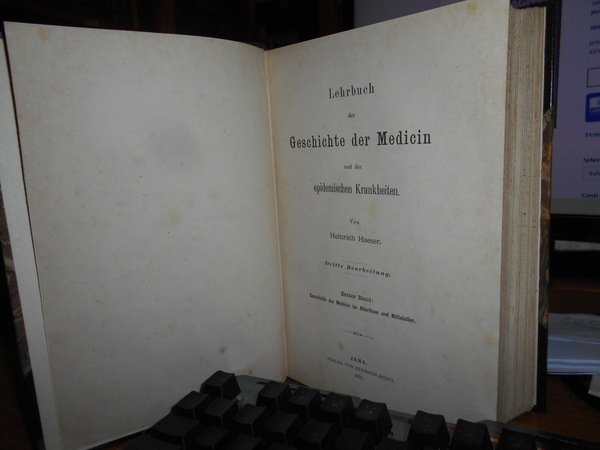 Lehrbuch
der
Geschichte der Medicin
und der
epidemischen Krankheiten.
Von
Heinrich Haeser.
Dritte Bearbeitung.
Erster Band:
Geschichte der Medicin im Alterthum und Mittelalter.
JENA,
VERLAG VON HERMANN DUFFT.
1875.